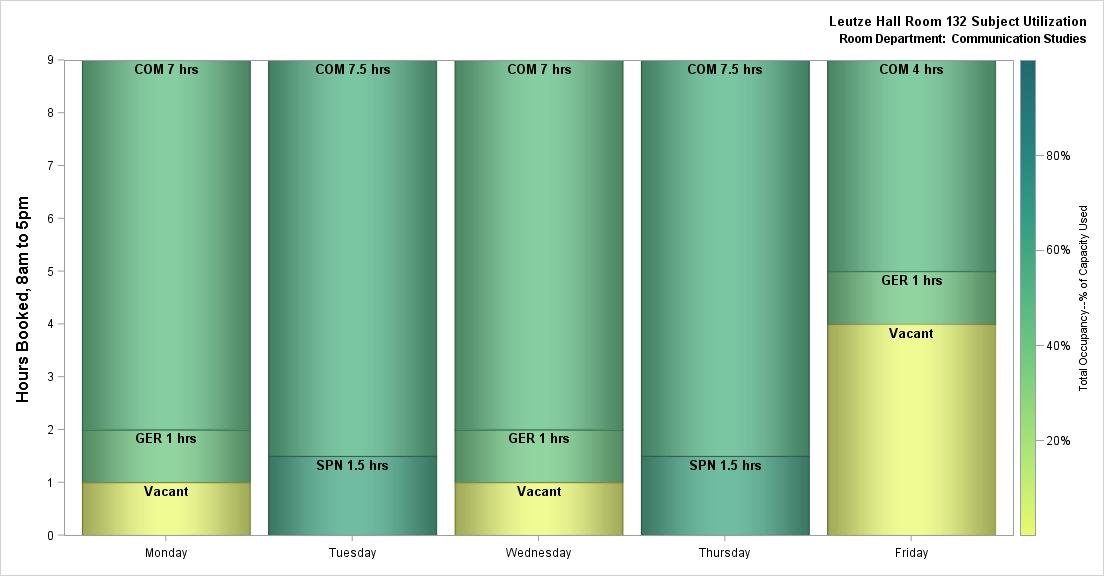 Leutze Hall Room 132 Subject Utilization
Room Department: Communication Studies
Hours Booked, 8am to 5pm
9
8
7
6
5
4
3
2
1
0
COM 7 hrs
GER 1 hrs
Vacant
COM 7.5 hrs
SPN 1.5 hrs
COM 7 hrs
GER 1 hrs
Vacant
COM 7.5 hrs
SPN 1.5 hrs
COM 4 hrs
GER 1 hrs
Vacant
Monday
Tuesday
Wednesday
Thursday
Friday
80%
60%
40%
20%
Total Occupancy--% of Capacity Used